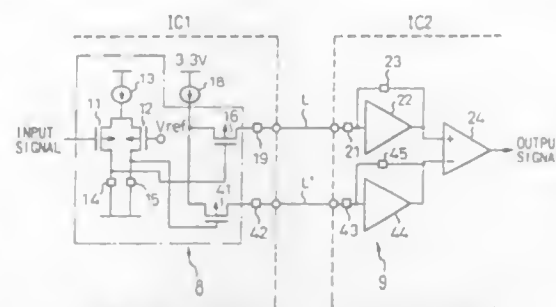 IC1
IC2
3.3V
13
18
23
11
12
16
L
22
24
INPUT
SIGNAL
Vref
19
21
OUTPUT
SIGNAL
45
14
15
41
L'
42
43
44
8
9